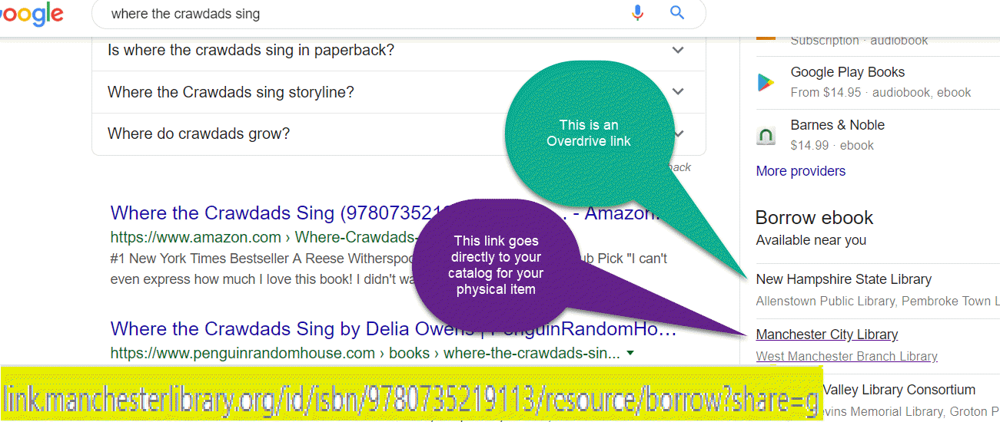 oogle
where the crawdads sing
Is where the crawdads sing in paperback?
Where the Crawdads sing storyline?
Where do crawdads grow?
back
Where the Crawdads Sing (9780735219 . - Amazon.
https://www.amazon.com › Where-Crawdads-
#1 New York Times Bestseller A Reese Witherspoo ub Pick "I can't
even express how much I love this book! I didn't wa
Where the Crawdads Sing by Delia Owens | PenguinRandomHo...
https://www.penguinrandomhouse.com › books › where-the-crawdads-sin...
This is an
Overdrive link
This link goes
directly to your
catalog for your
physical item
Subscription · audiobook
Google Play Books
From $14.95 · audiobook, ebook
Barnes & Noble
$14.99 · ebook
More providers
Borrow ebook
Available near you
New Hampshire State Library
Allenstown Public Library, Pembroke Town L
Manchester City Library
West Manchester Branch Library
Valley Library Consortium
evins Memorial Library, Groton P
link.manchesterlibrary.org/id/isbn/9780735219113/resource/borrow?share=g